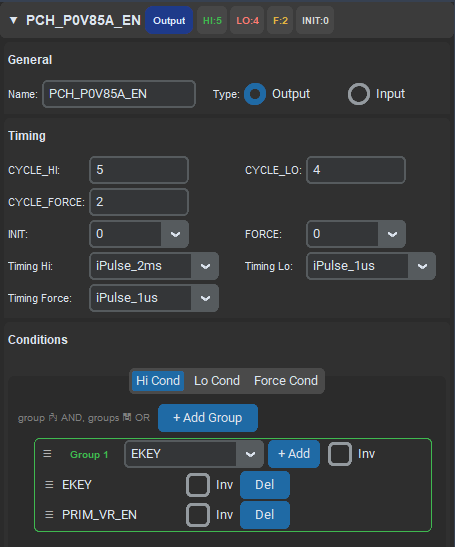 ▼ PCH_P0V85A_EN Output HI:5 LO:4 F:2 INIT:0
General
Name: PCH_P0V85A_EN Type: Output Input
Timing
CYCLE_HI: 5 CYCLE_LO: 4
CYCLE_FORCE: 2
INIT: 0 FORCE: 0
Timing Hi: iPulse_2ms Timing Lo: iPulse_1us
Timing Force: iPulse_1us
Conditions
Hi Cond Lo Cond Force Cond
group 內 AND, groups 間 OR + Add Group
☰ Group 1 EKEY + Add Inv
☰ EKEY Inv Del
☰ PRIM_VR_EN Inv Del